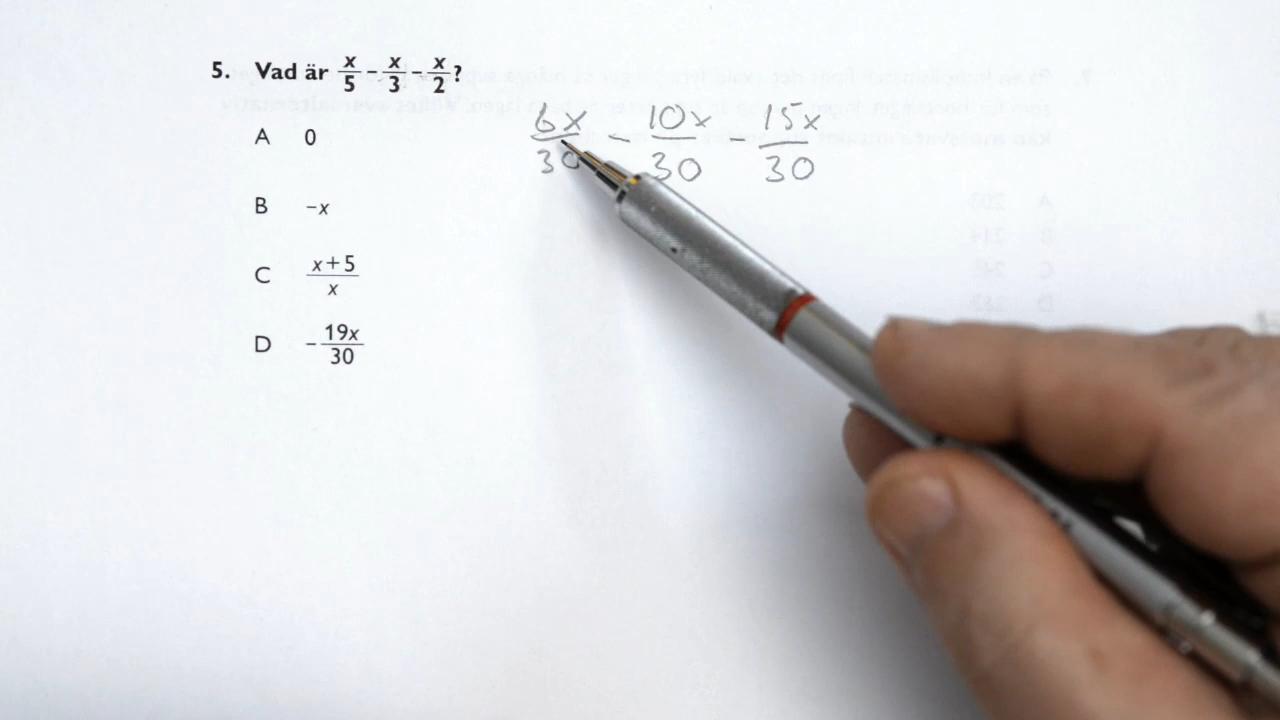 5. Vad är x/5 - x/3 - x/2 ?
A 0
B -x
C x+5/x
D - 19x/30
6x/30 - 10x/30 - 15x/30